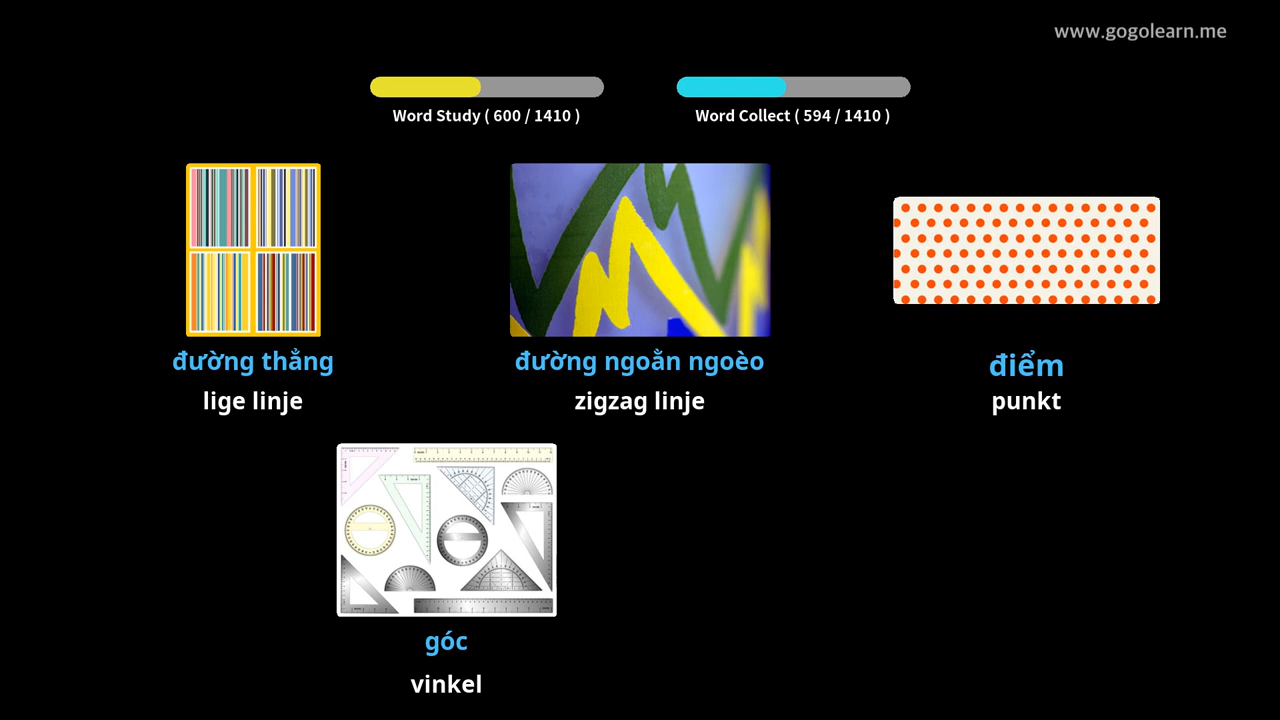 www.gogolearn.me
Word Study ( 600 / 1410 )
Word Collect ( 594 / 1410 )
đường thẳng
lige linje
đường ngoằn ngoèo
zigzag linje
điểm
punkt
góc
vinkel